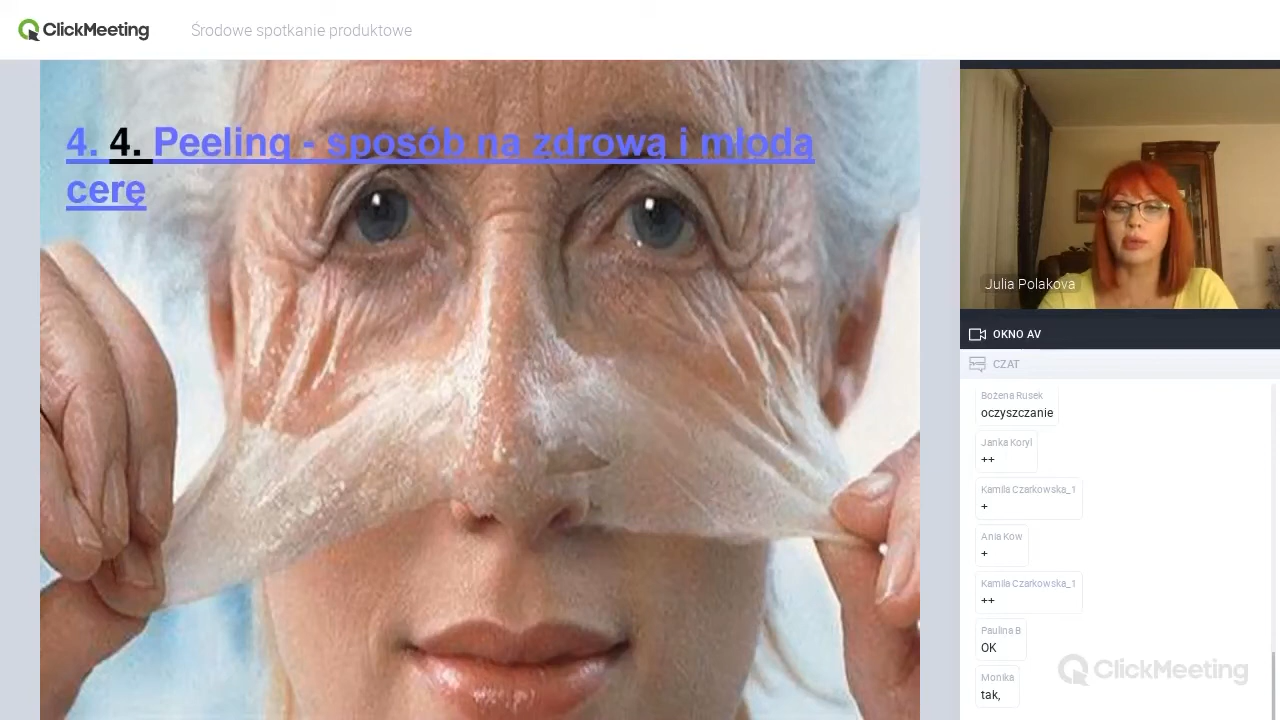 ClickMeeting
Środowe spotkanie produktowe
4. 4. Peeling - sposób na zdrową i młodą
cerę
Julia Polakova
OKNO AV
CZAT
Bożena Rusek
oczyszczanie
Janka Koryl
++
Kamila Czarkowska_1
+
Ania Kow
+
Kamila Czarkowska_1
++
Paulina B
OK
Monika
tak,
ClickMeeting